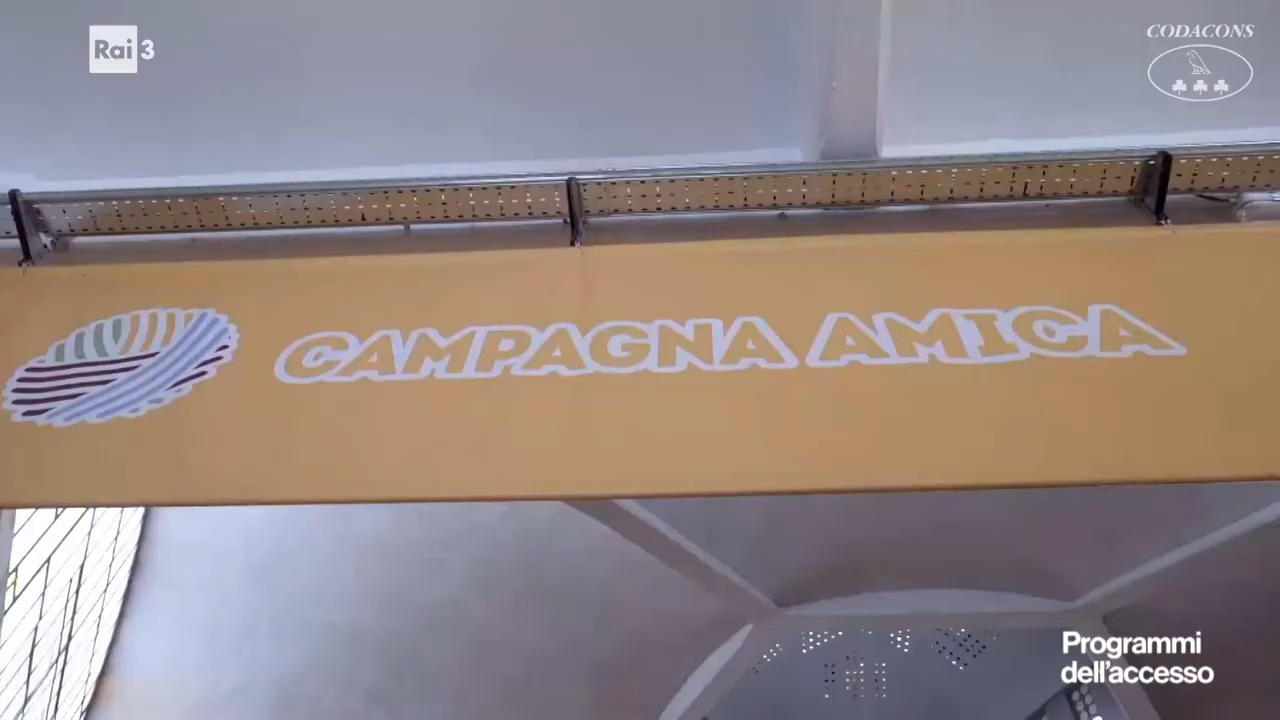 Rai 3
CODACONS
CAMPAGNA AMICA
Programmi
dell'accesso